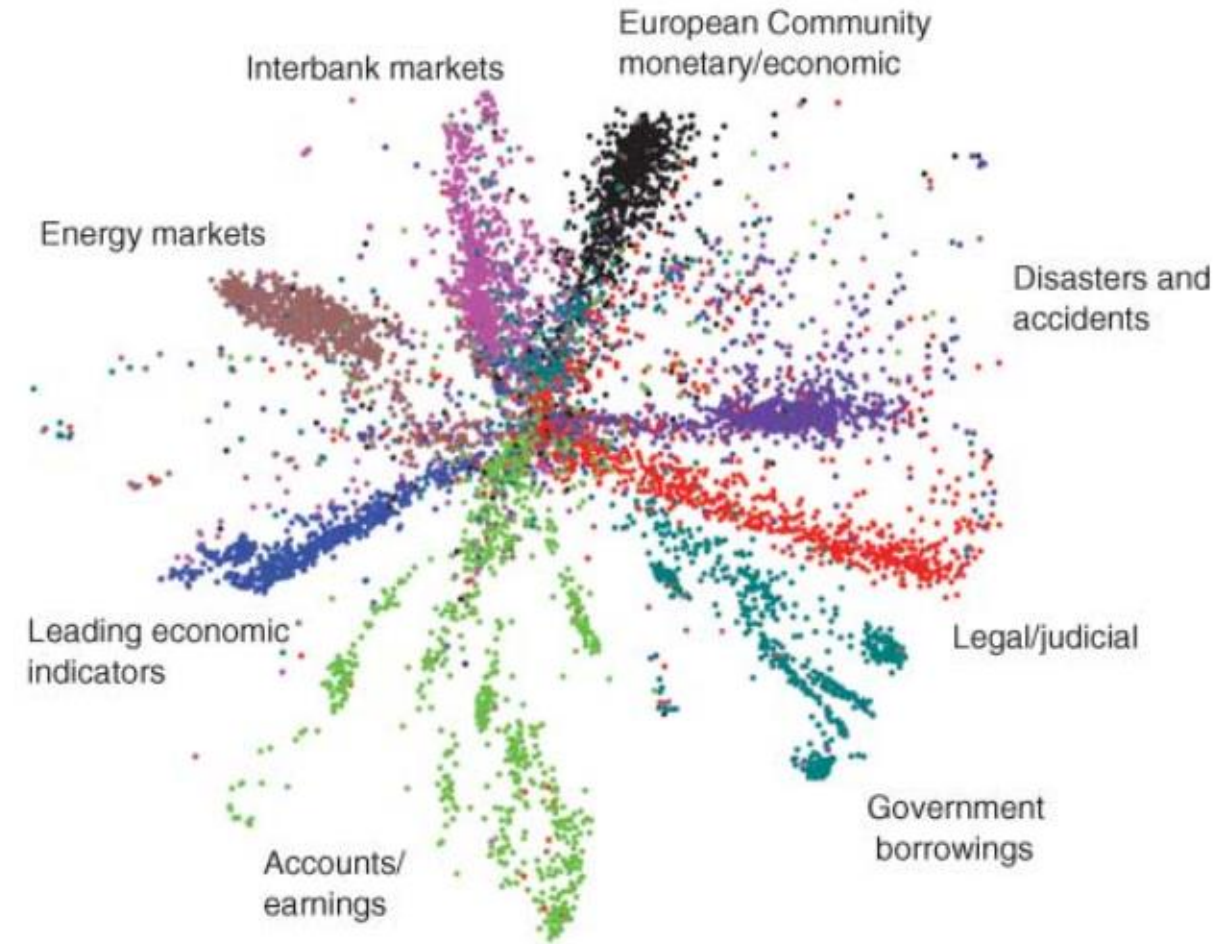 European Community
monetary/economic
Interbank markets
Energy markets
Disasters and
accidents
Leading economic
indicators
Legal/judicial
Government
borrowings
Accounts/
earnings